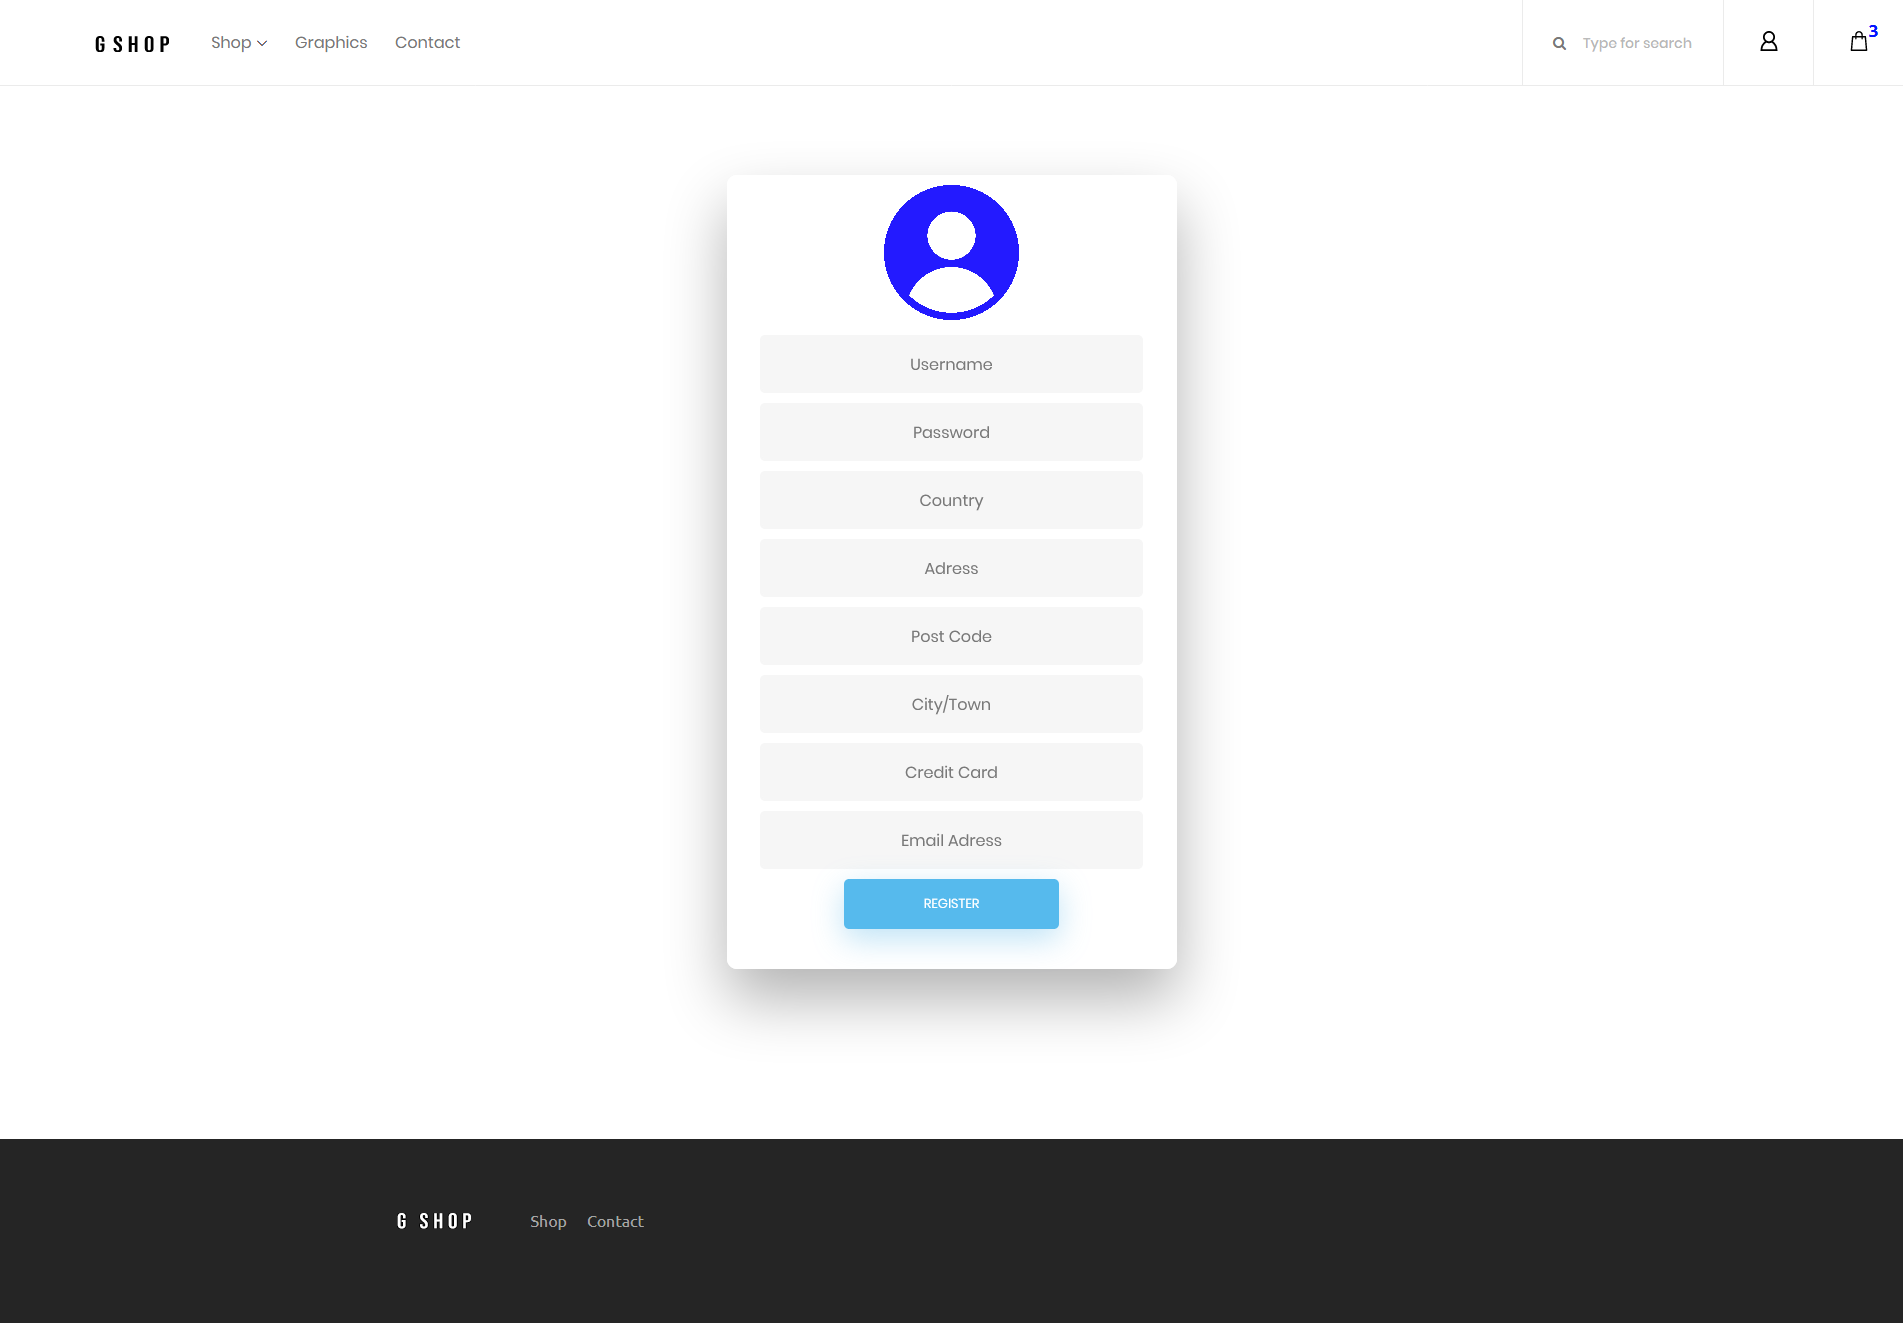 G SHOP Shop Graphics Contact Type for search 3
Username
Password
Country
Adress
Post Code
City/Town
Credit Card
Email Adress
REGISTER
G SHOP Shop Contact